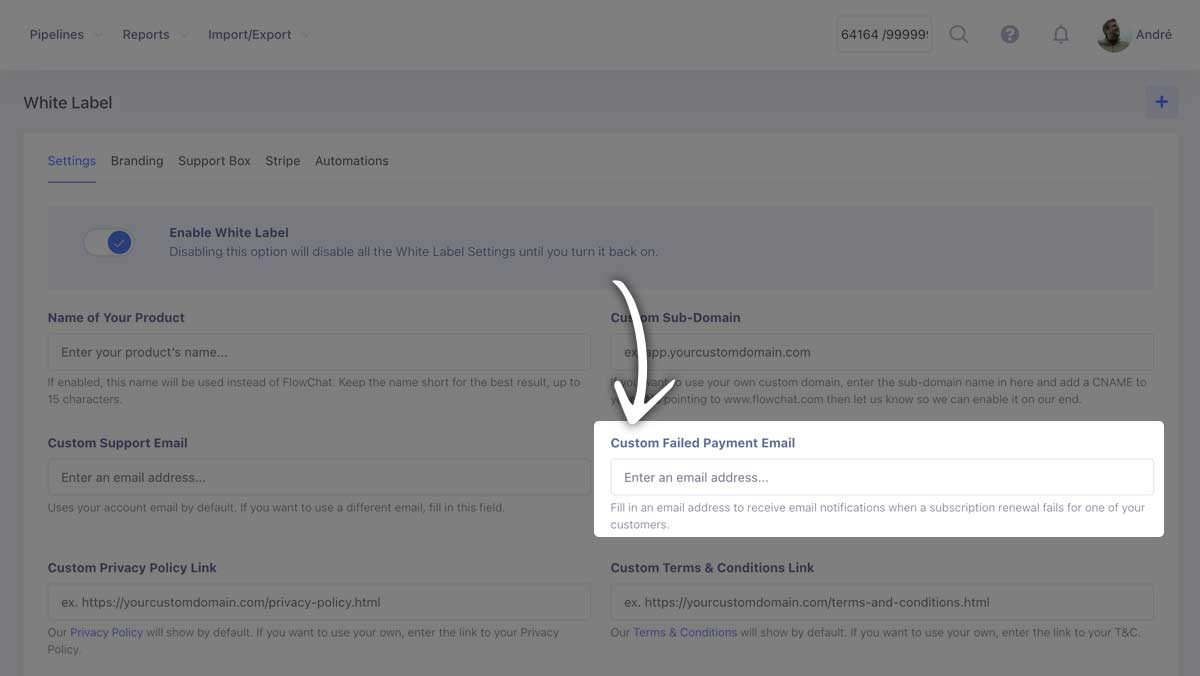 Pipelines Reports Import/Export 64164 /99999 André
White Label
Settings Branding Support Box Stripe Automations
Enable White Label
Disabling this option will disable all the White Label Settings until you turn it back on.
Name of Your Product
Enter your product's name...
If enabled, this name will be used instead of FlowChat. Keep the name short for the best result, up to
15 characters.
Custom Sub-Domain
ex. app.yourcustomdomain.com
If you want to use your own custom domain, enter the sub-domain name in here and add a CNAME to
pointing to www.flowchat.com then let us know so we can enable it on our end.
Custom Support Email
Enter an email address...
Uses your account email by default. If you want to use a different email, fill in this field.
Custom Failed Payment Email
Enter an email address...
Fill in an email address to receive email notifications when a subscription renewal fails for one of your
customers.
Custom Privacy Policy Link
ex. https://yourcustomdomain.com/privacy-policy.html
Our Privacy Policy will show by default. If you want to use your own, enter the link to your Privacy
Policy.
Custom Terms & Conditions Link
ex. https://yourcustomdomain.com/terms-and-conditions.html
Our Terms & Conditions will show by default. If you want to use your own, enter the link to your T&C.